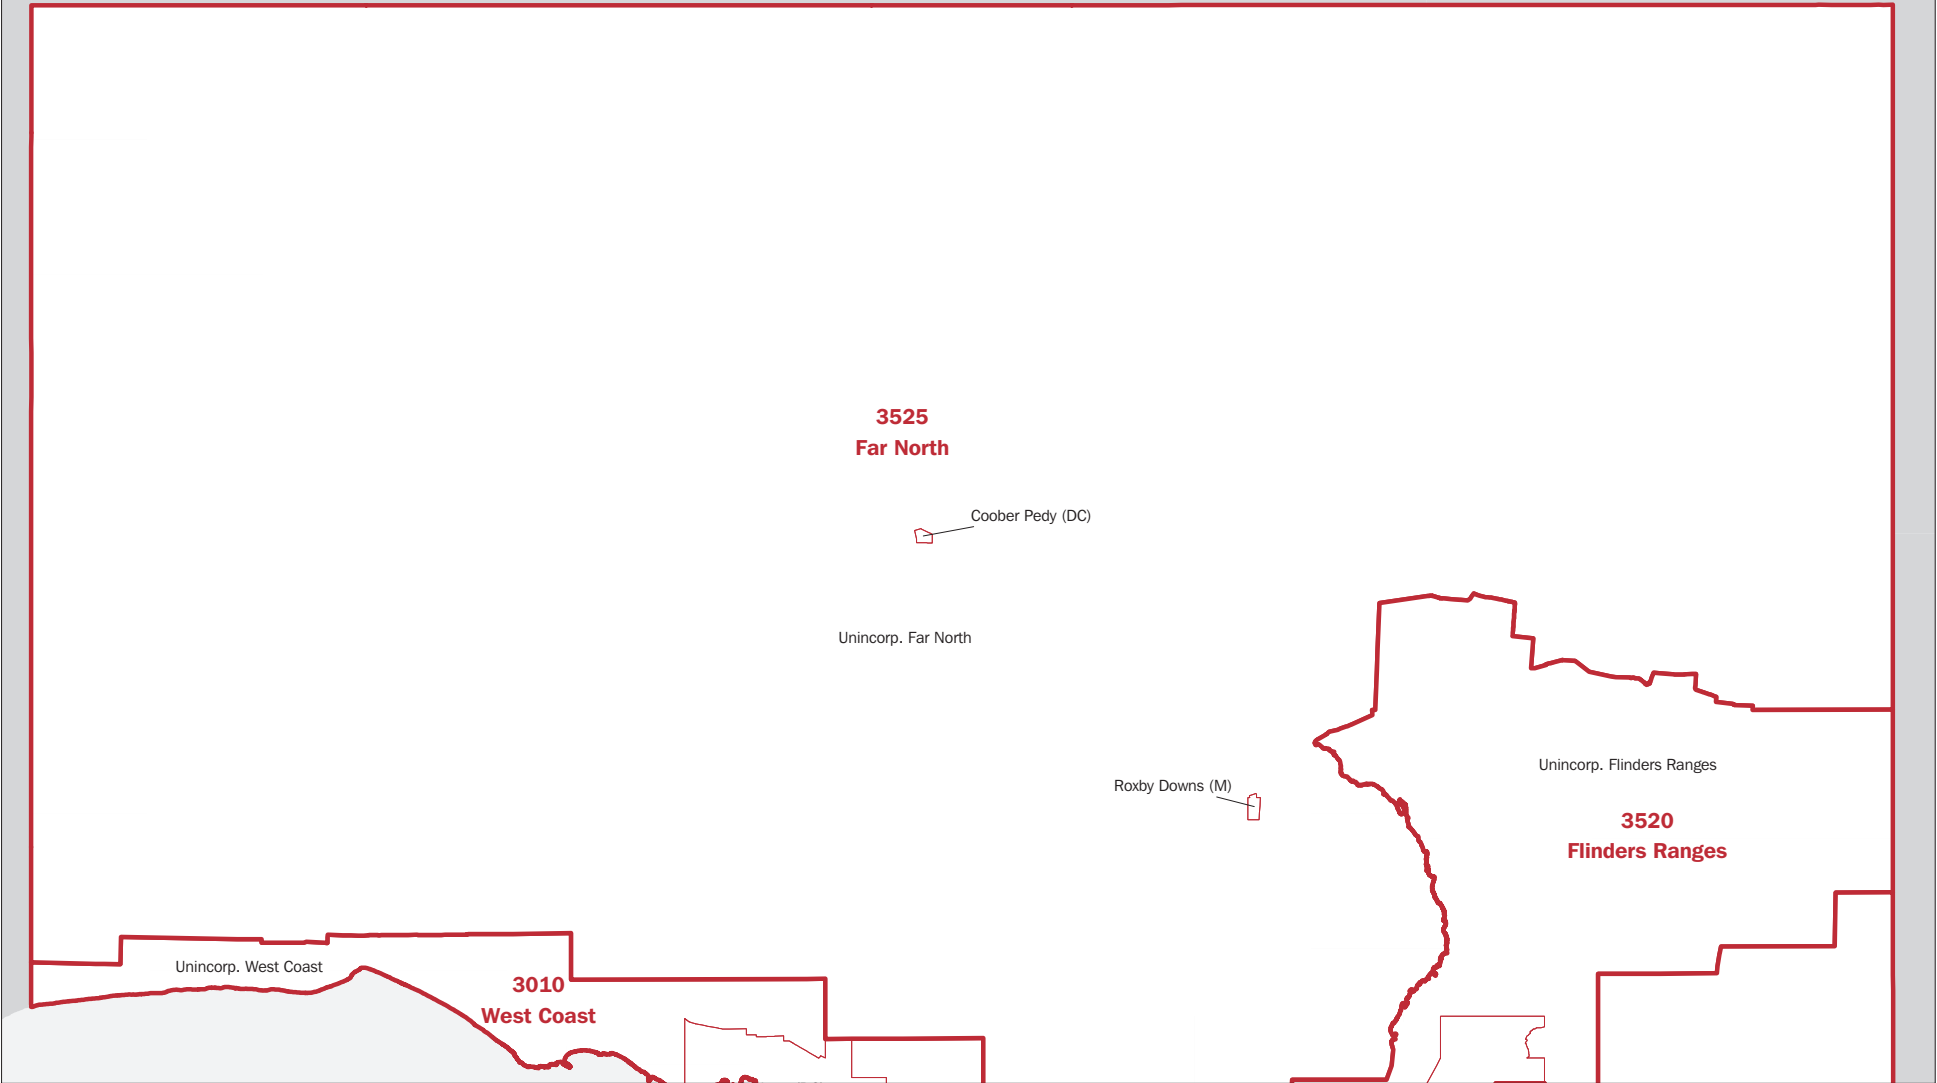 3525
Far North
Coober Pedy (DC)
Unincorp. Far North
Unincorp. Flinders Ranges
Roxby Downs (M)
3520
Flinders Ranges
Unincorp. West Coast
3010
West Coast